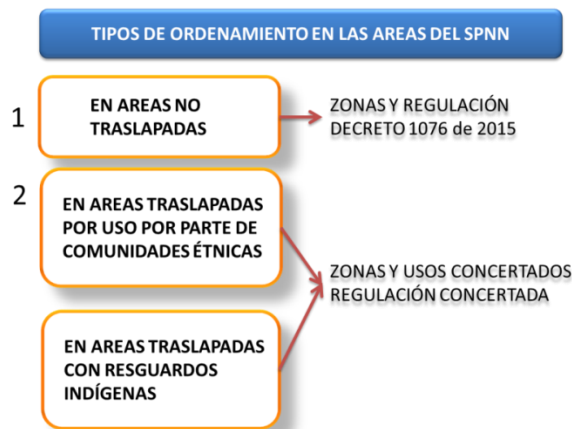 TIPOS DE ORDENAMIENTO EN LAS AREAS DEL SPNN
1
EN AREAS NO
TRASLAPADAS
ZONAS Y REGULACIÓN
DECRETO 1076 de 2015
2
EN AREAS TRASLAPADAS
POR USO POR PARTE DE
COMUNIDADES ÉTNICAS
ZONAS Y USOS CONCERTADOS
REGULACIÓN CONCERTADA
EN AREAS TRASLAPADAS
CON RESGUARDOS
INDÍGENAS